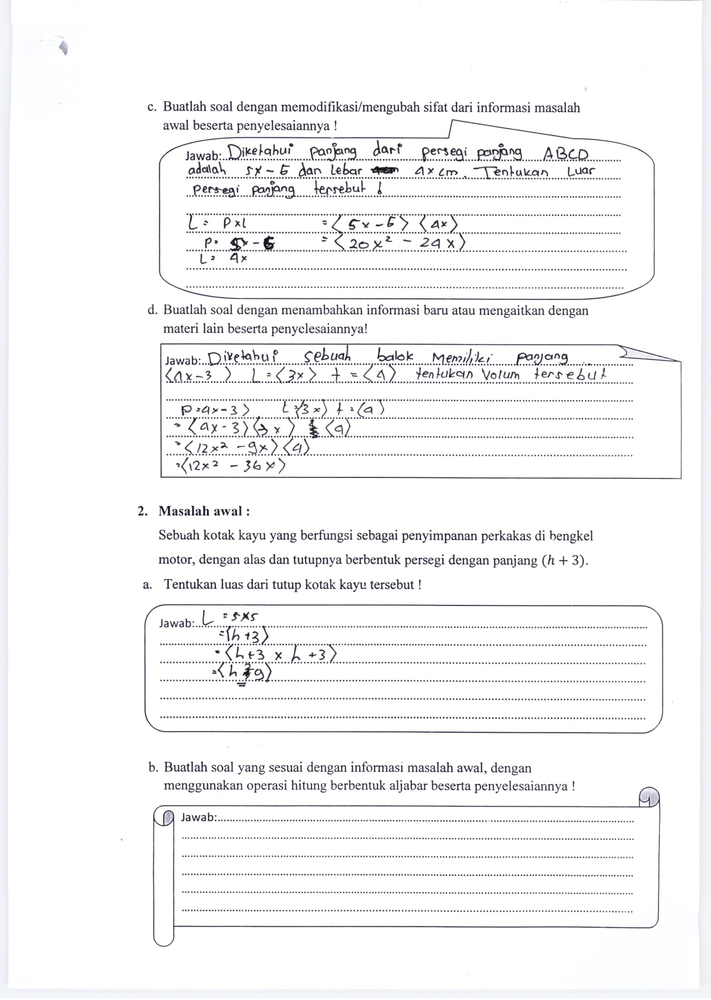 c. Buatlah soal dengan memodifikasi/mengubah sifat dari informasi masalah
awal beserta penyelesaiannya !
Jawab: Diketahui panjang dari persegi panjang ABCD
adalah 5x - 6 dan Lebar 4x cm. Tentukan Luar
persegi panjang tersebut !
L = P x L = (5x - 6) (4x)
P = 5x - 6 = (20x² - 24x)
L = 4x
d. Buatlah soal dengan menambahkan informasi baru atau mengaitkan dengan
materi lain beserta penyelesaiannya!
Jawab: Diketahui sebuah balok Memiliki panjang
(4x-3) L = (3x) t = (4) tentukan Volum tersebut
P = 4x - 3) L = (3x) t = (4)
= (4x - 3) (3x) (4)
= (12x² - 9x) (4)
= (12x² - 36x)
2. Masalah awal :
Sebuah kotak kayu yang berfungsi sebagai penyimpanan perkakas di bengkel
motor, dengan alas dan tutupnya berbentuk persegi dengan panjang (h + 3).
a. Tentukan luas dari tutup kotak kayu tersebut !
Jawab: L = s x s
= (h + 3)
= (h + 3 x h + 3)
= (h² + 9)
b. Buatlah soal yang sesuai dengan informasi masalah awal, dengan
menggunakan operasi hitung berbentuk aljabar beserta penyelesaiannya !
Jawab: